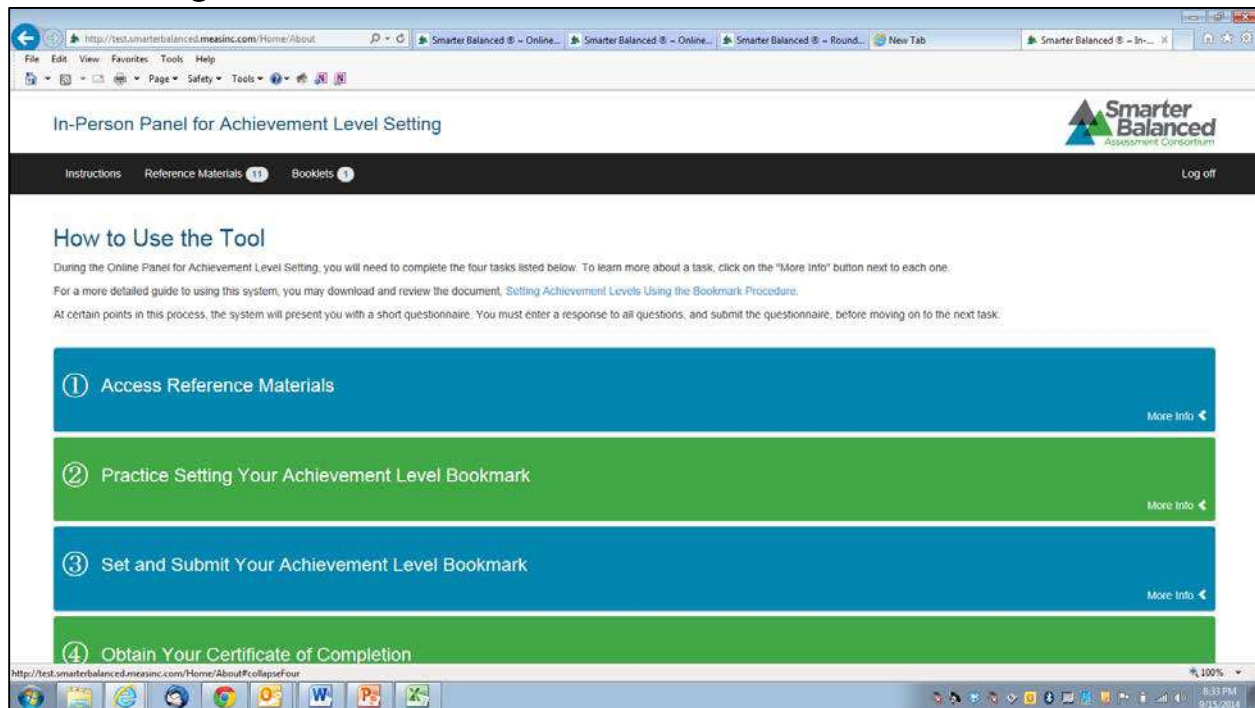 http://test.smarterbalanced.measinc.com/Home/About
Smarter Balanced ® – Online...
Smarter Balanced ® – Online...
Smarter Balanced ® – Round...
New Tab
Smarter Balanced ® – In-...
File Edit View Favorites Tools Help
Page Safety Tools
In-Person Panel for Achievement Level Setting
Smarter
Balanced
Assessment Consortium
Instructions Reference Materials 11 Booklets 1 Log off
How to Use the Tool
During the Online Panel for Achievement Level Setting, you will need to complete the four tasks listed below. To learn more about a task, click on the "More Info" button next to each one.
For a more detailed guide to using this system, you may download and review the document, Setting Achievement Levels Using the Bookmark Procedure.
At certain points in this process, the system will present you with a short questionnaire. You must enter a response to all questions, and submit the questionnaire, before moving on to the next task.
① Access Reference Materials
More Info
② Practice Setting Your Achievement Level Bookmark
More Info
③ Set and Submit Your Achievement Level Bookmark
More Info
④ Obtain Your Certificate of Completion
http://test.smarterbalanced.measinc.com/Home/About#collapseFour
100%
8:33 PM
9/15/2014